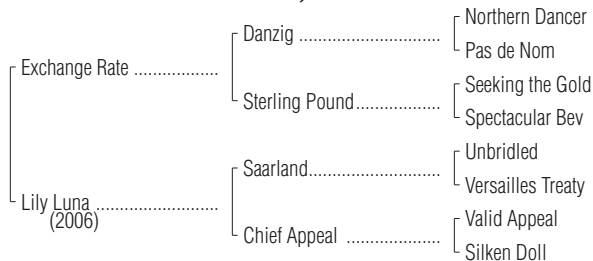 Northern Dancer
Danzig ..............................
Pas de Nom
Exchange Rate ..................
Seeking the Gold
Sterling Pound..................
Spectacular Bev
Unbridled
Saarland............................
Versailles Treaty
Lily Luna ..........................
(2006)
Valid Appeal
Chief Appeal ....................
Silken Doll